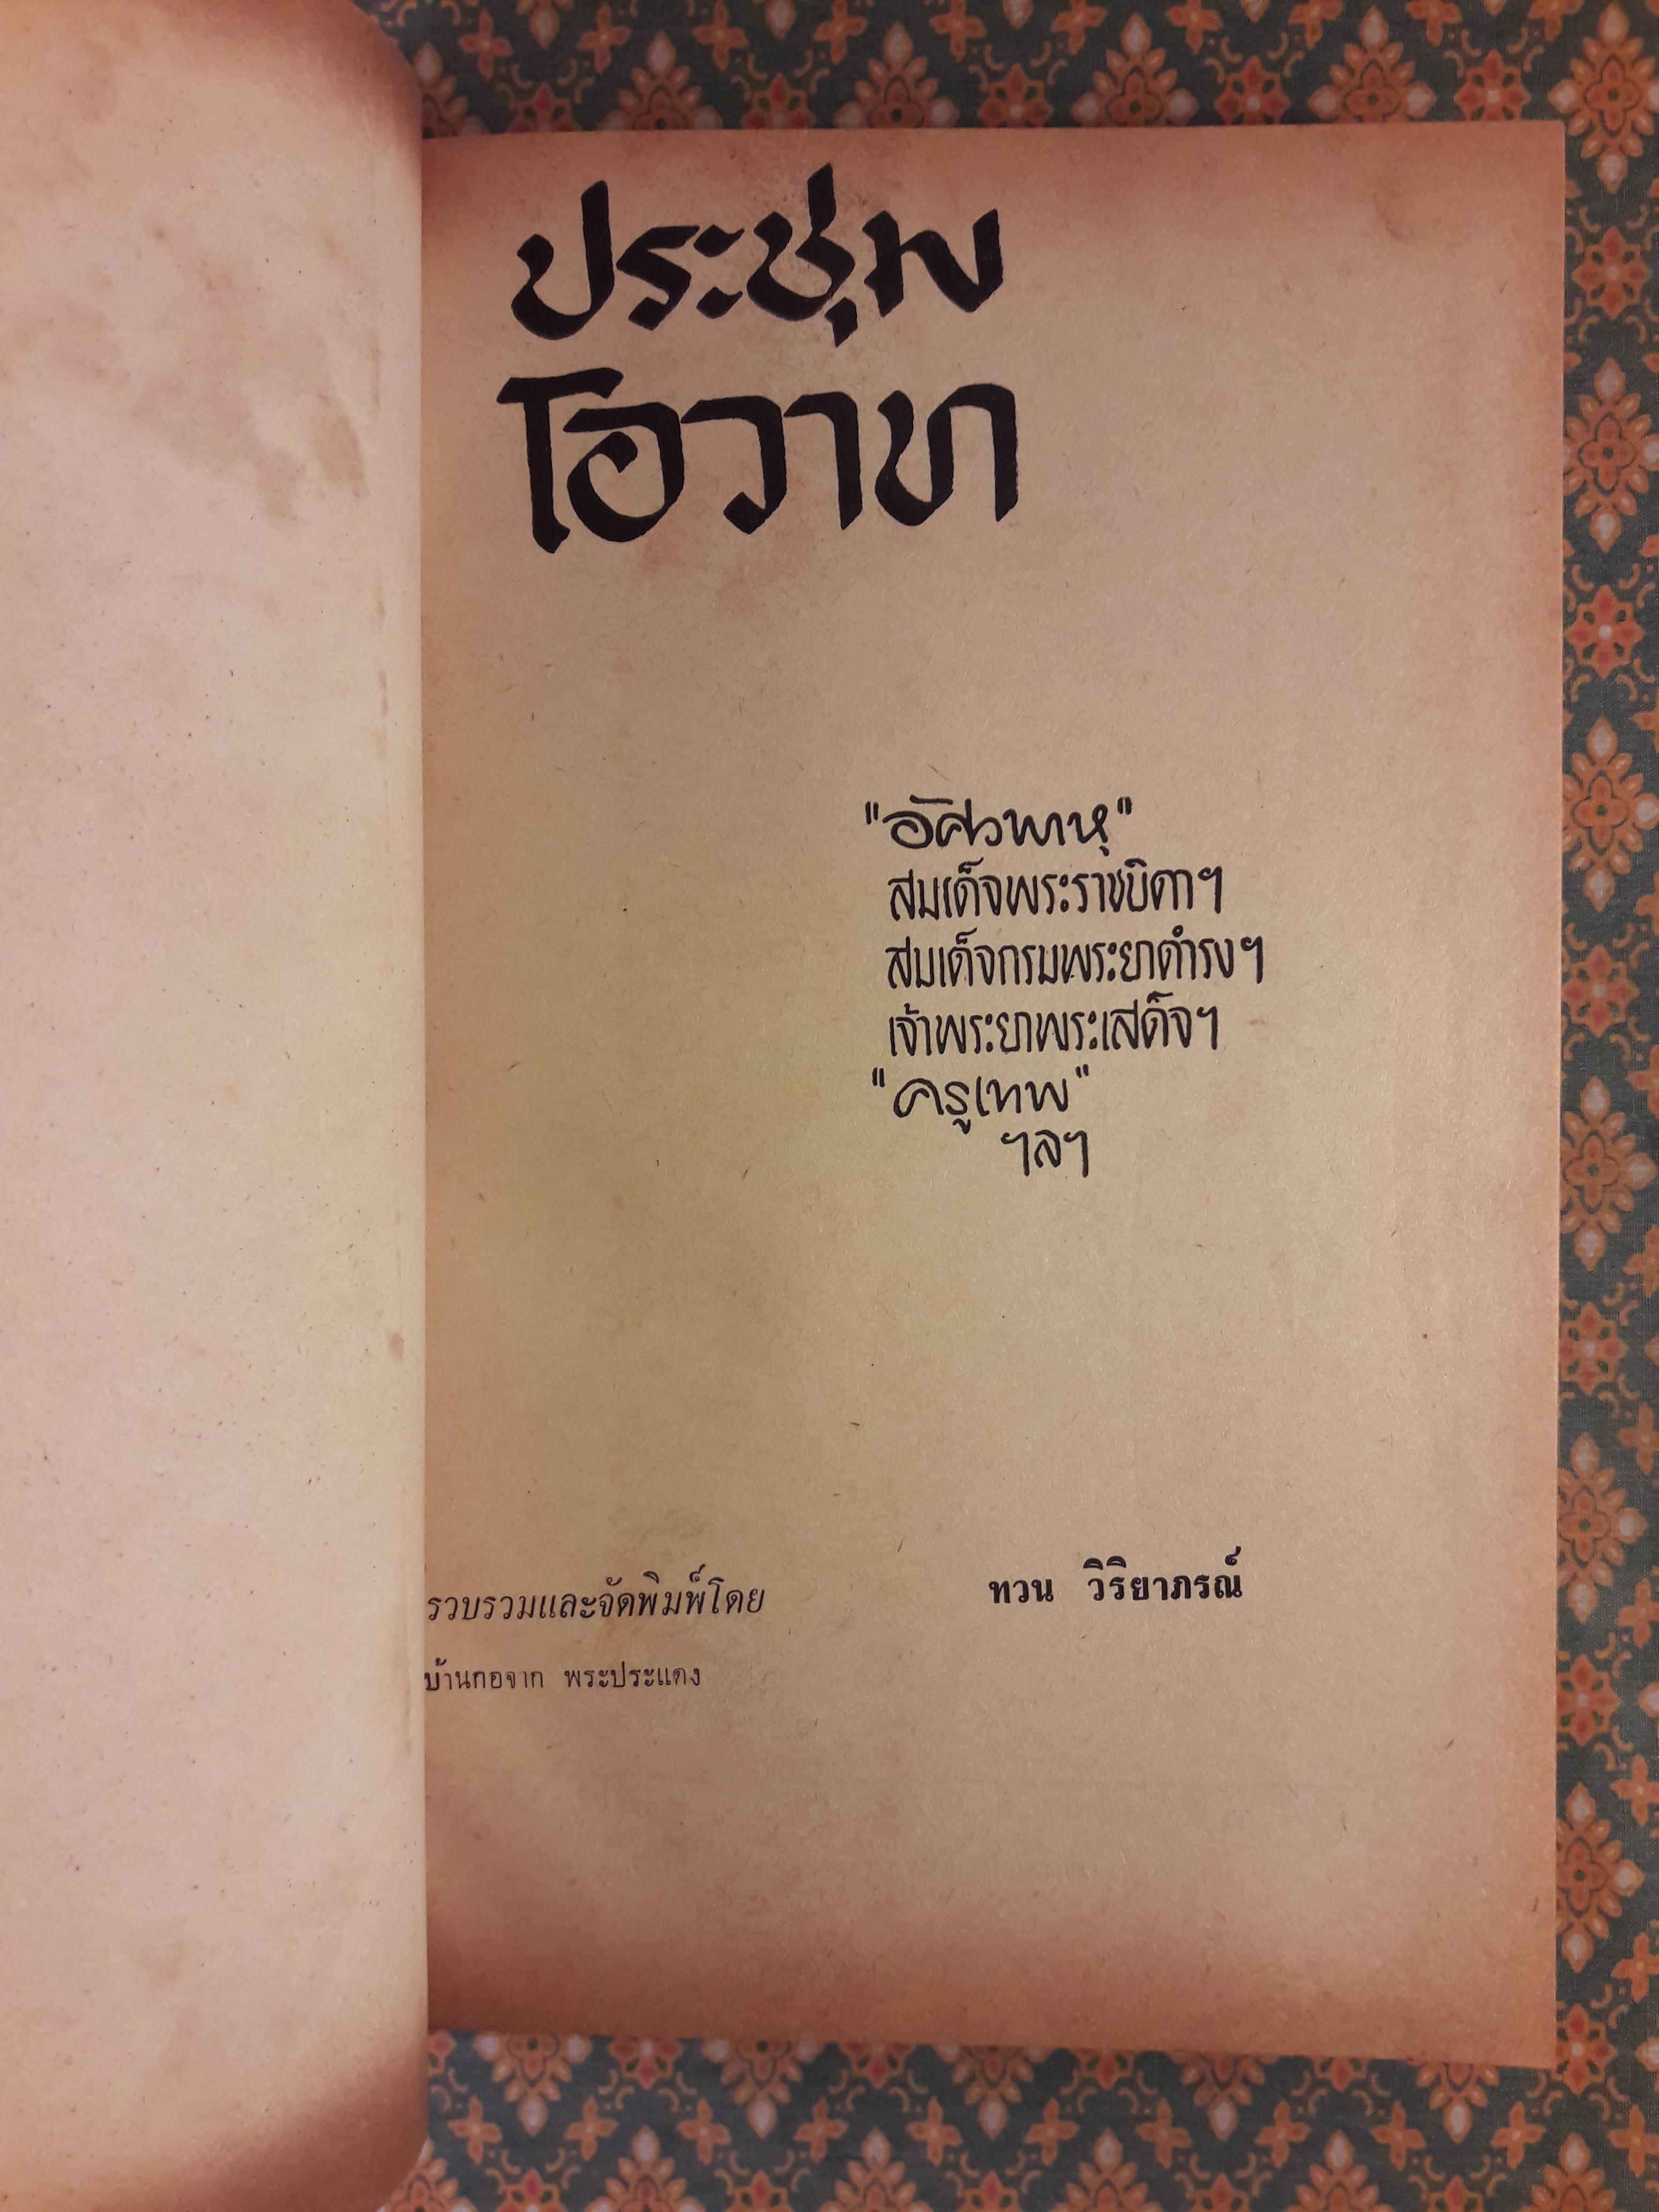 ประชุม
โอวาท
"อัศวพาหุ"
สมเด็จพระราชบิดาฯ
สมเด็จกรมพระยาดำรงฯ
เจ้าพระยาพระเสด็จฯ
"ครูเทพ"
ฯลฯ
รวบรวมและจัดพิมพ์โดย ทวน วิริยาภรณ์
บ้านกอจาก พระประแดง